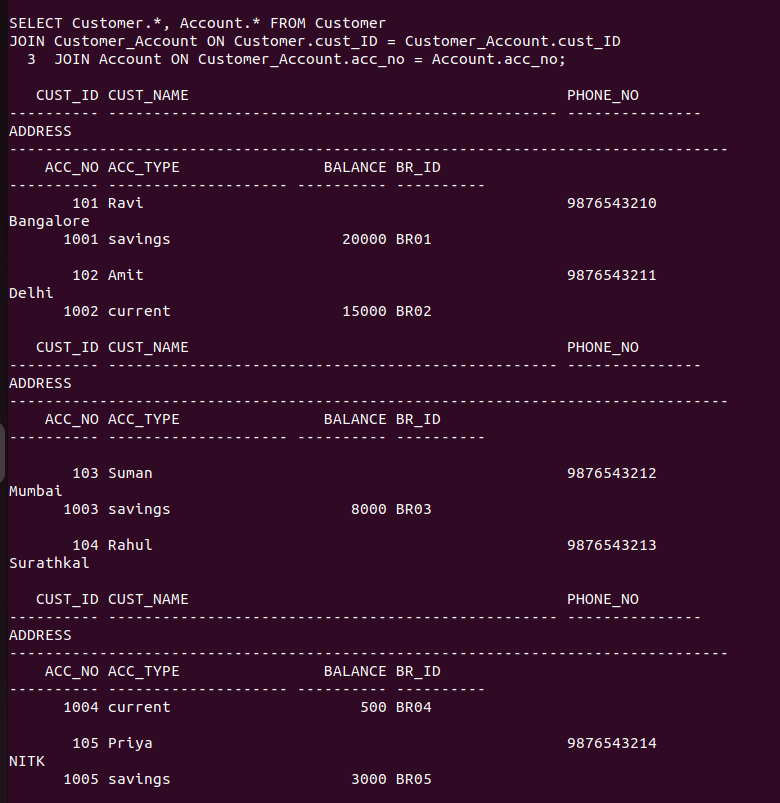 SELECT Customer.*, Account.* FROM Customer
JOIN Customer_Account ON Customer.cust_ID = Customer_Account.cust_ID
  3  JOIN Account ON Customer_Account.acc_no = Account.acc_no;

   CUST_ID CUST_NAME                                          PHONE_NO
---------- -------------------------------------------------- ---------------
ADDRESS
--------------------------------------------------------------------------------
    ACC_NO ACC_TYPE                BALANCE BR_ID
---------- -------------------- ---------- ----------
       101 Ravi                                               9876543210
Bangalore
      1001 savings                   20000 BR01

       102 Amit                                               9876543211
Delhi
      1002 current                   15000 BR02

   CUST_ID CUST_NAME                                          PHONE_NO
---------- -------------------------------------------------- ---------------
ADDRESS
--------------------------------------------------------------------------------
    ACC_NO ACC_TYPE                BALANCE BR_ID
---------- -------------------- ---------- ----------

       103 Suman                                              9876543212
Mumbai
      1003 savings                    8000 BR03

       104 Rahul                                              9876543213
Surathkal

   CUST_ID CUST_NAME                                          PHONE_NO
---------- -------------------------------------------------- ---------------
ADDRESS
--------------------------------------------------------------------------------
    ACC_NO ACC_TYPE                BALANCE BR_ID
---------- -------------------- ---------- ----------
      1004 current                     500 BR04

       105 Priya                                              9876543214
NITK
      1005 savings                    3000 BR05